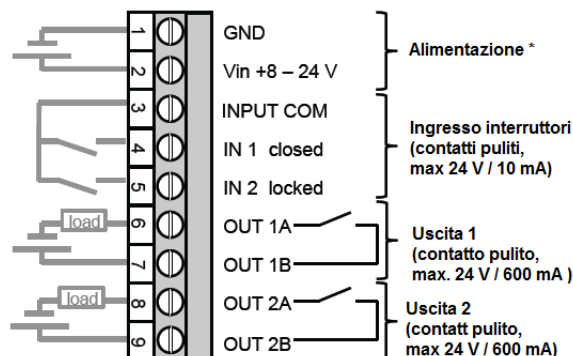 1 GND
2 Vin +8 – 24 V
Alimentazione *
3 INPUT COM
4 IN 1 closed
5 IN 2 locked
Ingresso interruttori
(contatti puliti,
max 24 V / 10 mA)
load
6 OUT 1A
7 OUT 1B
Uscita 1
(contatto pulito,
max. 24 V / 600 mA )
load
8 OUT 2A
9 OUT 2B
Uscita 2
(contatt pulito,
max 24 V / 600 mA)